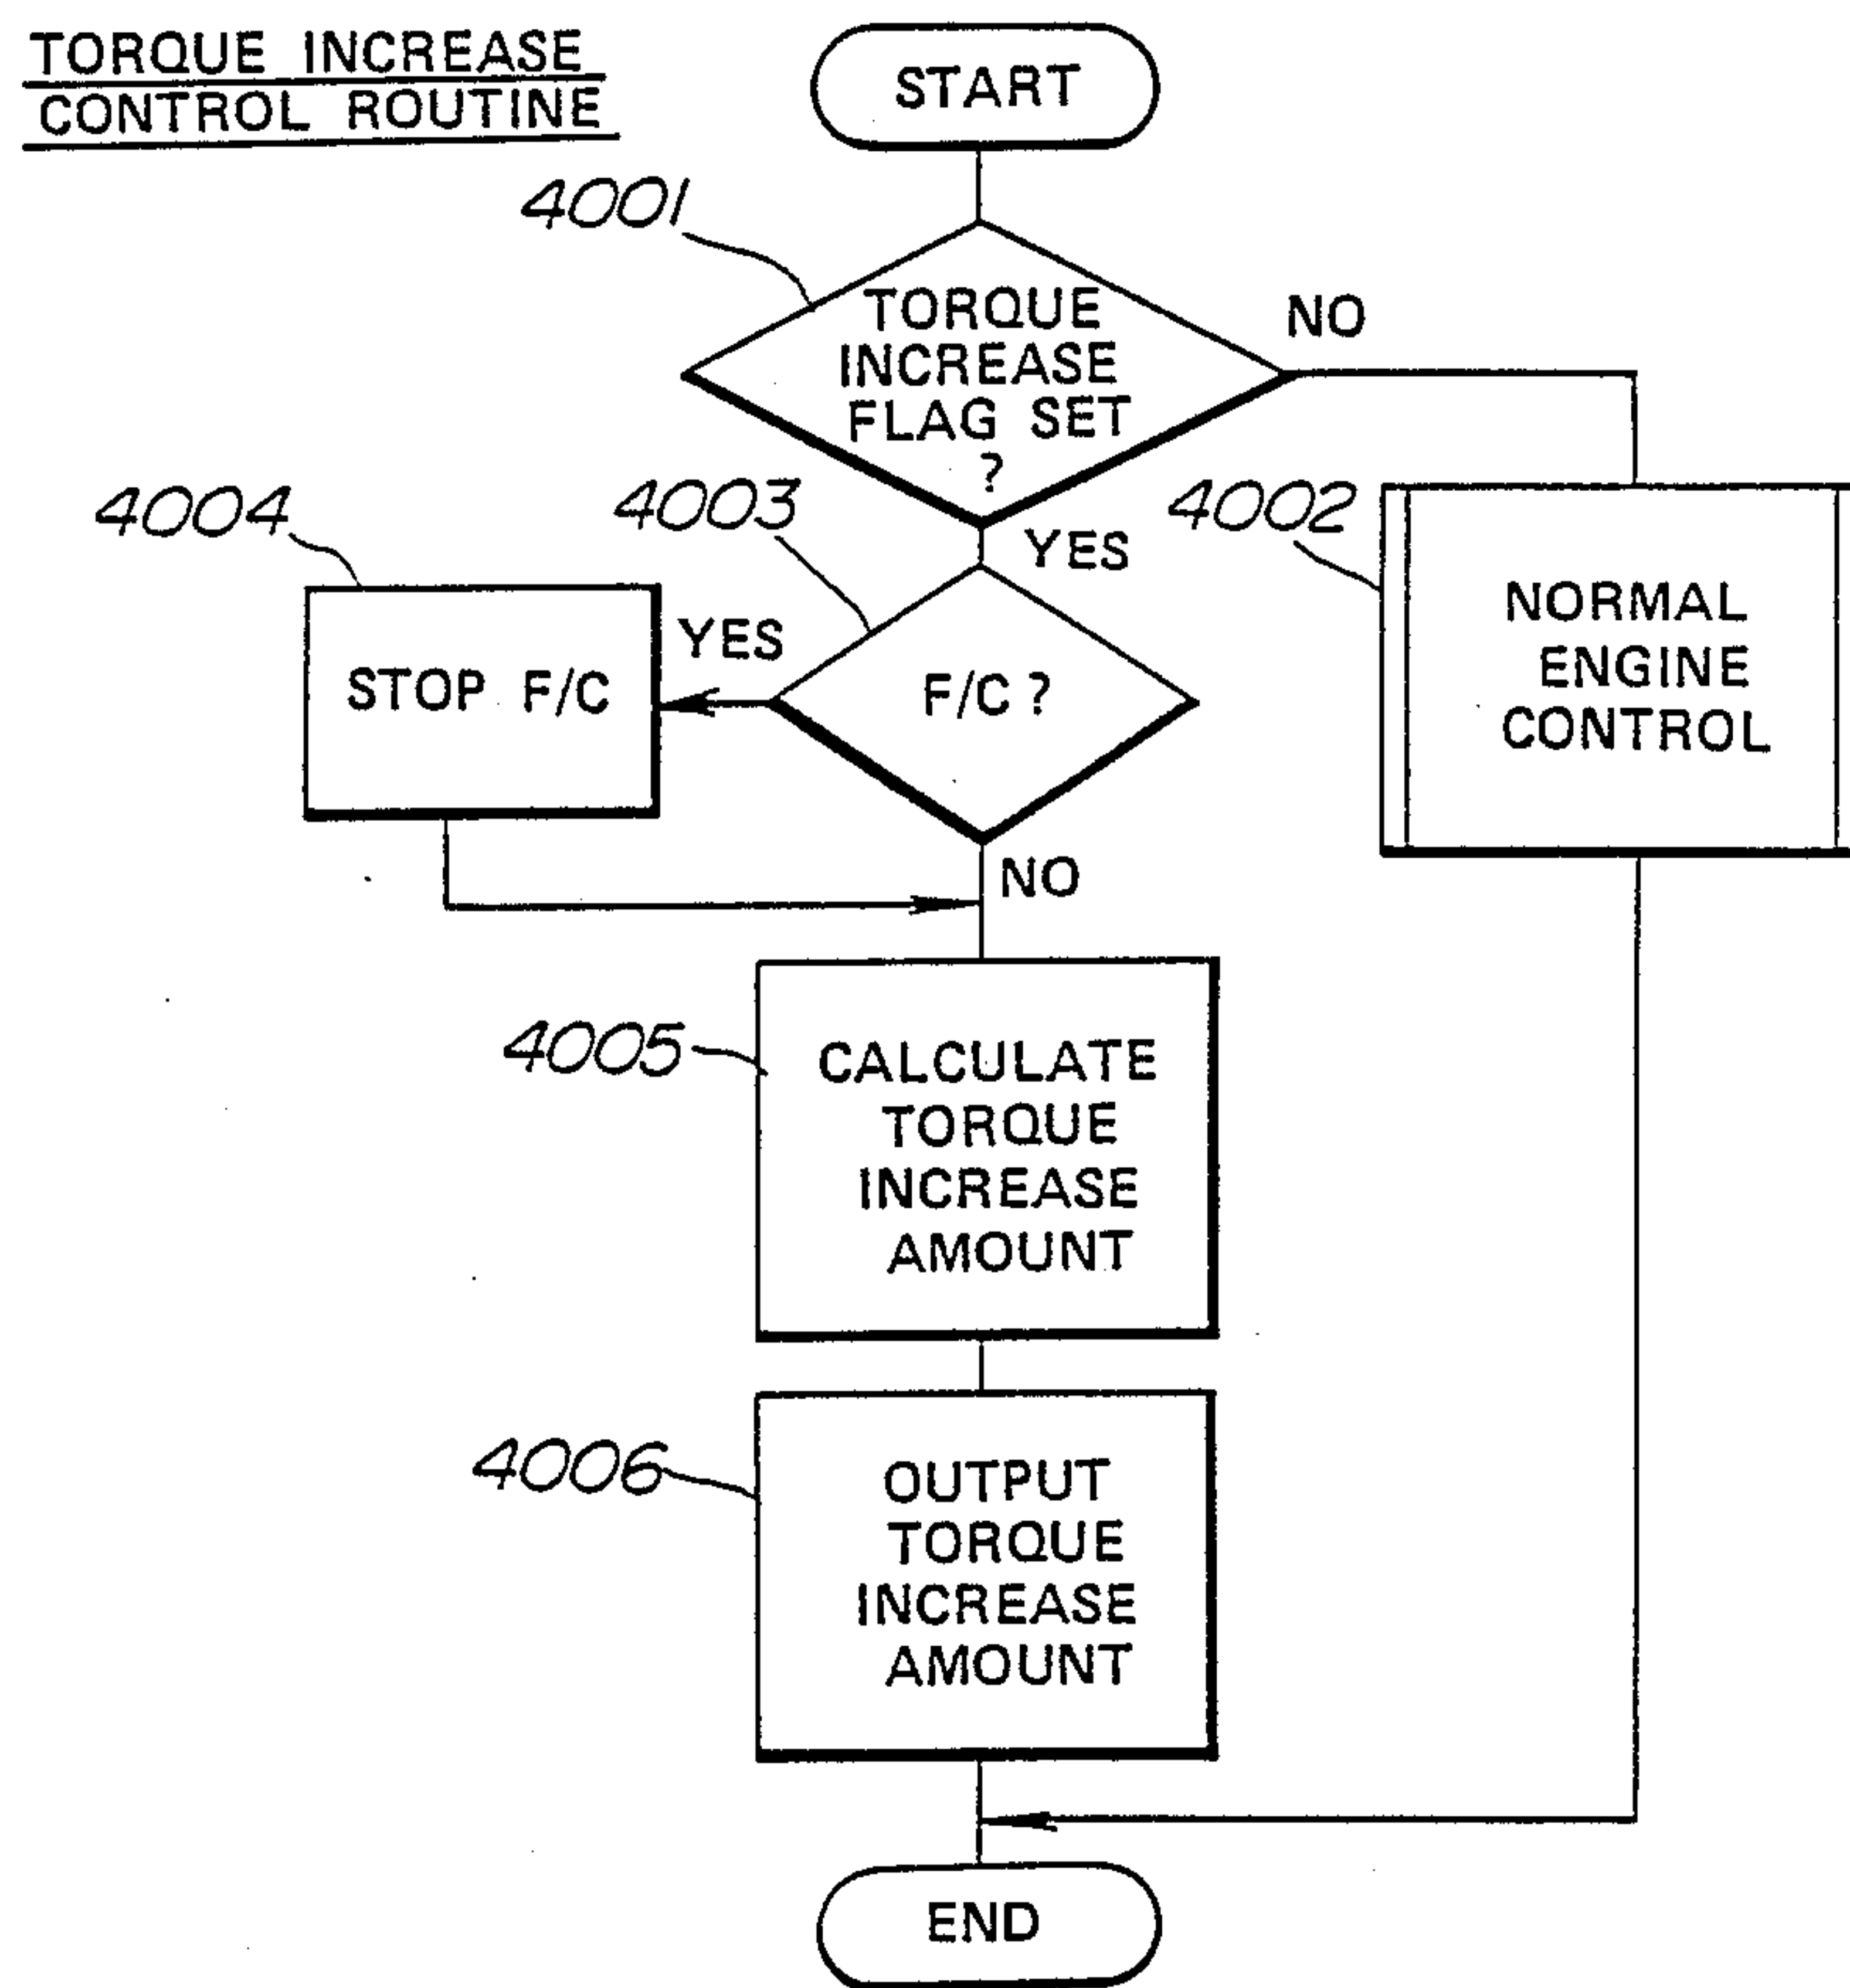 TORQUE INCREASE
CONTROL ROUTINE
START
4001
TORQUE
INCREASE
FLAG SET
?
NO
YES
4002
NORMAL
ENGINE
CONTROL
4003
F/C ?
YES
NO
4004
STOP F/C
4005
CALCULATE
TORQUE
INCREASE
AMOUNT
4006
OUTPUT
TORQUE
INCREASE
AMOUNT
END